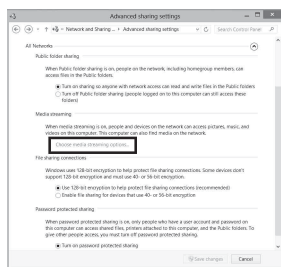 Advanced sharing settings
Network and Sharing ... Advanced sharing settings
Search Control Panel
All Networks
Public folder sharing
When Public folder sharing is on, people on the network, including homegroup members, can
access files in the Public folders.
Turn on sharing so anyone with network access can read and write files in the Public folders
Turn off Public folder sharing (people logged on to this computer can still access these
folders)
Media streaming
When media streaming is on, people and devices on the network can access pictures, music, and
videos on this computer. This computer can also find media on the network.
Choose media streaming options...
File sharing connections
Windows uses 128-bit encryption to help protect file sharing connections. Some devices don't
support 128-bit encryption and must use 40- or 56-bit encryption.
Use 128-bit encryption to help protect file sharing connections (recommended)
Enable file sharing for devices that use 40- or 56-bit encryption
Password protected sharing
When password protected sharing is on, only people who have a user account and password on
this computer can access shared files, printers attached to this computer, and the Public folders. To
give other people access, you must turn off password protected sharing.
Turn on password protected sharing
Save changes Cancel